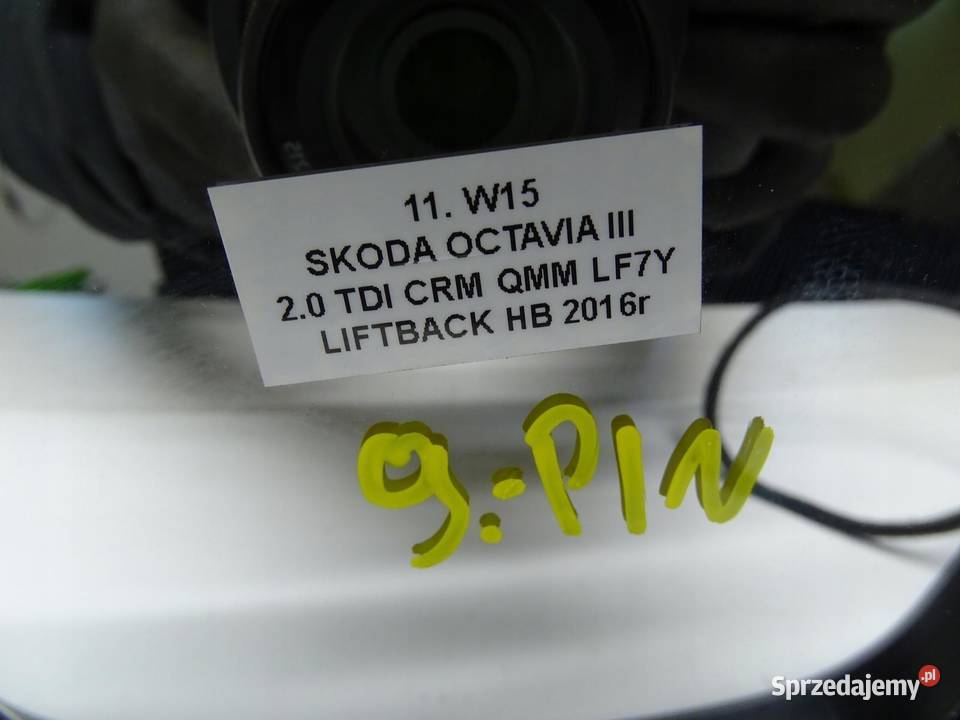 11. W15
SKODA OCTAVIA III
2.0 TDI CRM QMM LF7Y
LIFTBACK HB 2016r
9:-PIN
Sprzedajemy.pl